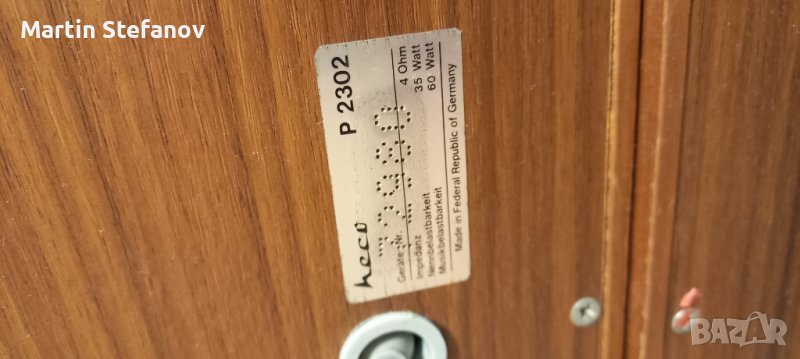 Martin Stefanov
heco P 2302
Geräte-Nr.
Impedanz 4 Ohm
Nennbelastbarkeit 35 Watt
Musikbelastbarkeit 60 Watt
Made in Federal Republic of Germany
BAZAR